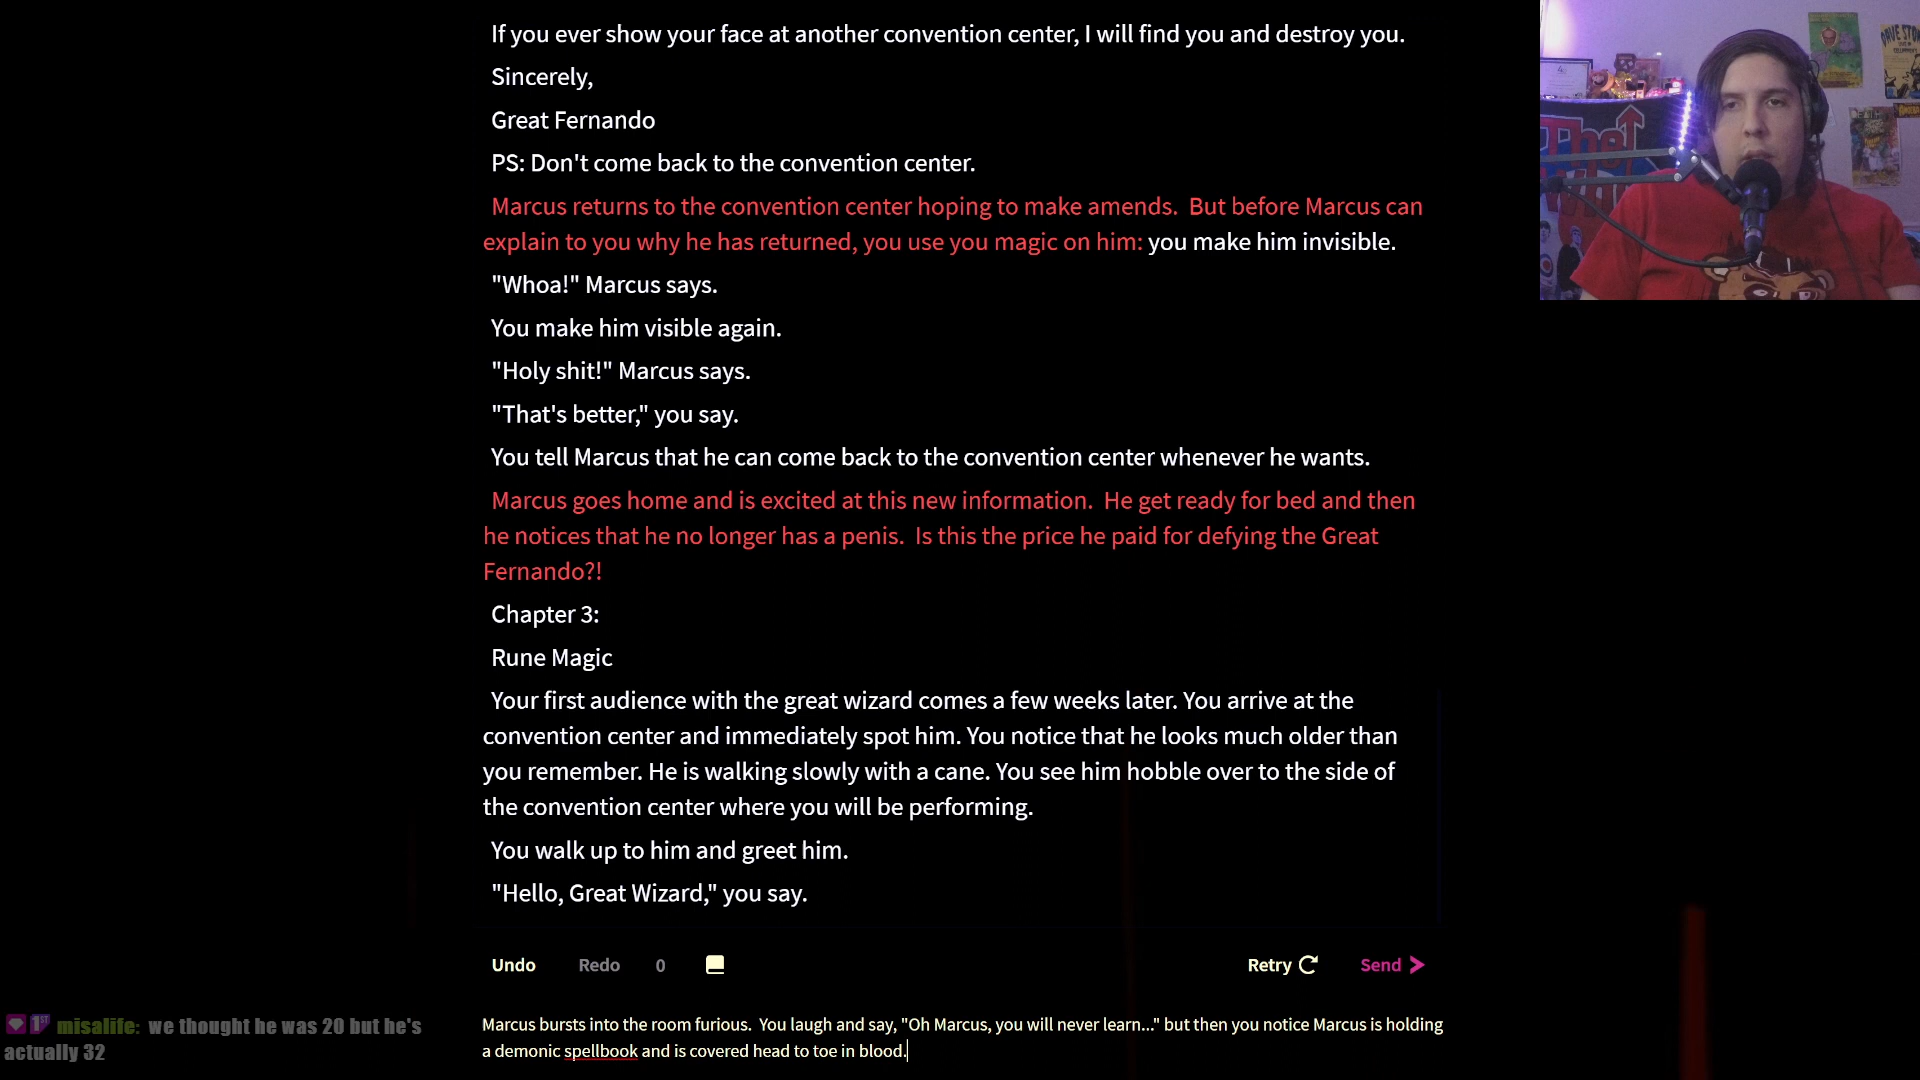 If you ever show your face at another convention center, I will find you and destroy you.
Sincerely,
Great Fernando
PS: Don't come back to the convention center.
Marcus returns to the convention center hoping to make amends.  But before Marcus can
explain to you why he has returned, you use you magic on him: you make him invisible.
"Whoa!" Marcus says.
You make him visible again.
"Holy shit!" Marcus says.
"That's better," you say.
You tell Marcus that he can come back to the convention center whenever he wants.
Marcus goes home and is excited at this new information.  He get ready for bed and then
he notices that he no longer has a penis.  Is this the price he paid for defying the Great
Fernando?!
Chapter 3:
Rune Magic
Your first audience with the great wizard comes a few weeks later. You arrive at the
convention center and immediately spot him. You notice that he looks much older than
you remember. He is walking slowly with a cane. You see him hobble over to the side of
the convention center where you will be performing.
You walk up to him and greet him.
"Hello, Great Wizard," you say.
Undo Redo 0 Retry Send
Marcus bursts into the room furious.  You laugh and say, "Oh Marcus, you will never learn..." but then you notice Marcus is holding
a demonic spellbook and is covered head to toe in blood.
1ST misalife: we thought he was 20 but he's
actually 32
The